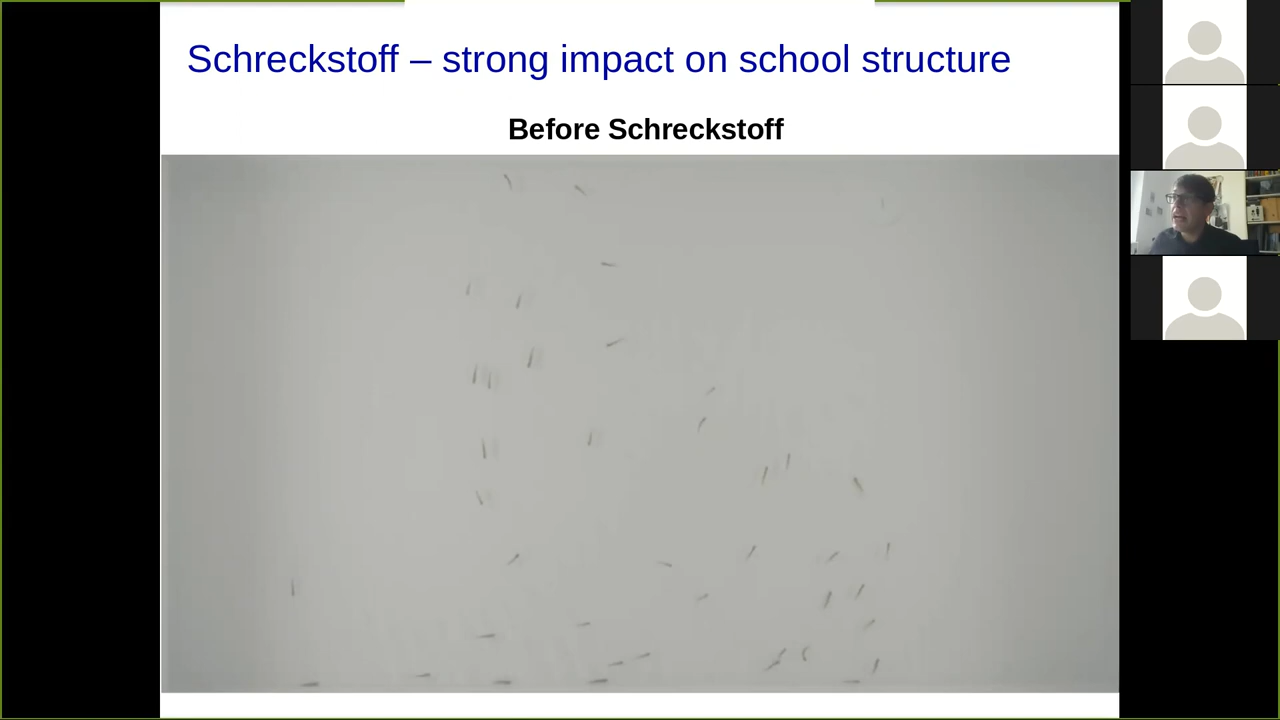 Schreckstoff – strong impact on school structure
Before Schreckstoff